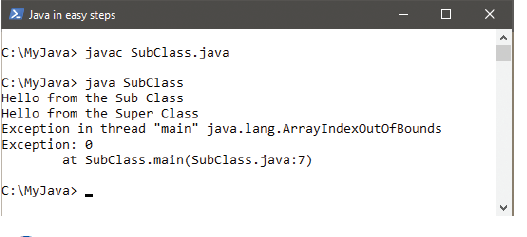 Java in easy steps
C:\MyJava> javac SubClass.java
C:\MyJava> java SubClass
Hello from the Sub Class
Hello from the Super Class
Exception in thread "main" java.lang.ArrayIndexOutOfBounds
Exception: 0
        at SubClass.main(SubClass.java:7)
C:\MyJava>